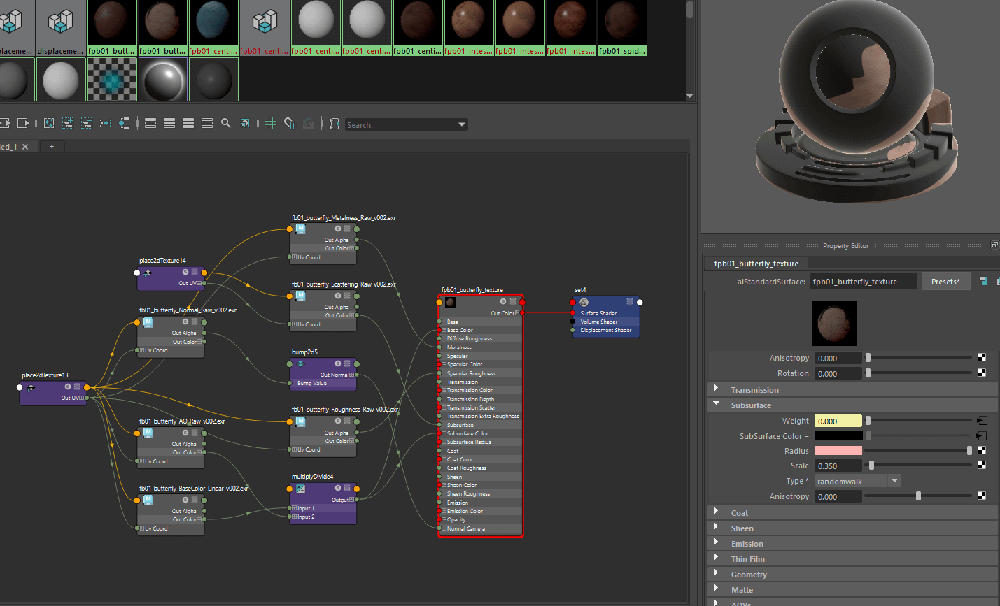 laceme...
displaceme...
fpb01_butt...
fpb01_butt...
fpb01_centi...
fpb01_centi...
fpb01_centi...
fpb01_centi...
fpb01_centi...
fpb01_intes...
fpb01_intes...
fpb01_intes...
fpb01_spid...
Search...
led_1
+
fb01_butterfly_Metalness_Raw_v002.exr
Out Alpha
Out Color
Uv Coord
place2dTexture14
Out UV
fb01_butterfly_Scattering_Raw_v002.exr
Out Alpha
Out Color
Uv Coord
fb01_butterfly_Normal_Raw_v002.exr
Out Alpha
Out Color
Uv Coord
bump2d5
Out Normal
Bump Value
place2dTexture13
Out UV
fb01_butterfly_Roughness_Raw_v002.exr
Out Alpha
Out Color
Uv Coord
fb01_butterfly_AO_Raw_v002.exr
Out Alpha
Out Color
Uv Coord
multiplyDivide4
Output
Input 1
Input 2
fb01_butterfly_BaseColor_Linear_v002.exr
Out Alpha
Out Color
Uv Coord
fpb01_butterfly_texture
Out Color
Base
Base Color
Diffuse Roughness
Metalness
Specular
Specular Color
Specular Roughness
Transmission
Transmission Color
Transmission Depth
Transmission Scatter
Transmission Extra Roughness
Subsurface
Subsurface Color
Subsurface Radius
Coat
Coat Color
Coat Roughness
Sheen
Sheen Color
Sheen Roughness
Emission
Emission Color
Opacity
Normal Camera
set4
Surface Shader
Volume Shader
Displacement Shader
Property Editor
fpb01_butterfly_texture
aiStandardSurface: fpb01_butterfly_texture Presets*
Anisotropy 0.000
Rotation 0.000
Transmission
Subsurface
Weight 0.000
SubSurface Color =
Radius
Scale 0.350
Type * randomwalk
Anisotropy 0.000
Coat
Sheen
Emission
Thin Film
Geometry
Matte
AOVs